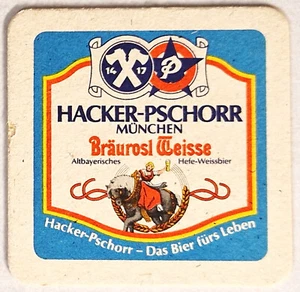 14 17
HACKER-PSCHORR
MÜNCHEN
Bräurosl Weisse
Altbayerisches Hefe-Weissbier
Hacker-Pschorr – Das Bier fürs Leben